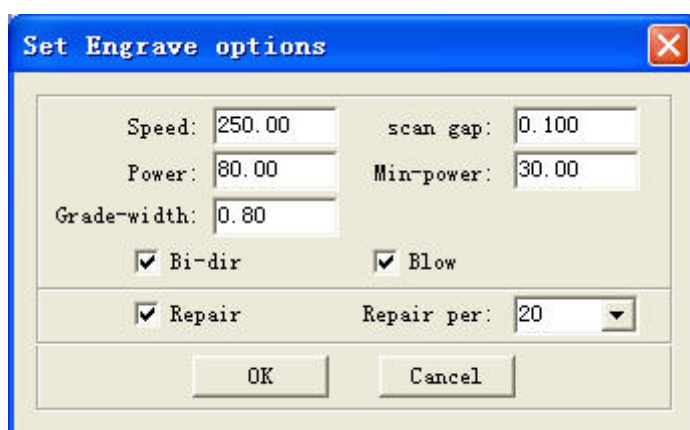 Set Engrave options
Speed: 250.00 scan gap: 0.100
Power: 80.00 Min-power: 30.00
Grade-width: 0.80
Bi-dir Blow
Repair Repair per: 20
OK Cancel